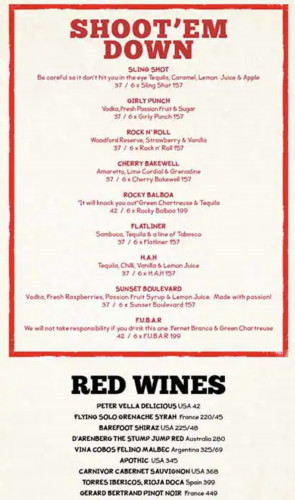 SHOOT'EM
DOWN
SLING SHOT
Be careful so it don't hit you in the eye Tequila, Caramel, Lemon Juice & Apple
37 / 6 x Sling Shot 157
GIRLY PUNCH
Vodka, Fresh Passion Fruit & Sugar
37 / 6 x Girly Punch 157
ROCK N' ROLL
Woodford Reserve, Strawberry & Vanilla
37 / 6 x Rock n' Roll 157
CHERRY BAKEWELL
Amaretto, Lime Cordial & Grenadine
37 / 6 x Cherry Bakewell 157
ROCKY BALBOA
"It will knock you out" Green Chartreuse & Tequila
42 / 6 x Rocky Balboa 199
FLATLINER
Sambuca, Tequila & a line of Tabasco
37 / 6 x Flatliner 157
H.A.H
Tequila, Chilli, Vanilla & Lemon Juice
37 / 6 x H.A.H 157
SUNSET BOULEVARD
Vodka, Fresh Raspberries, Passion Fruit Syrup & Lemon Juice. Made with passion!
37 / 6 x Sunset Boulevard 157
F.U.B.A.R
We will not take responsibility if you drink this one. Fernet Branca & Green Chartreuse
42 / 6 x F.U.B.A.R 199
RED WINES
PETER VELLA DELICIOUS USA 42
FLYING SOLO GRENACHE SYRAH France 220/45
BAREFOOT SHIRAZ USA 225/48
D'ARENBERG THE STUMP JUMP RED Australia 280
VINA COBOS FELINO MALBEC Argentina 325/69
APOTHIC USA 345
CARNIVOR CABERNET SAUVIGNON USA 368
TORRES IBERICOS, RIOJA DOCA Spain 399
GERARD BERTRAND PINOT NOIR France 449